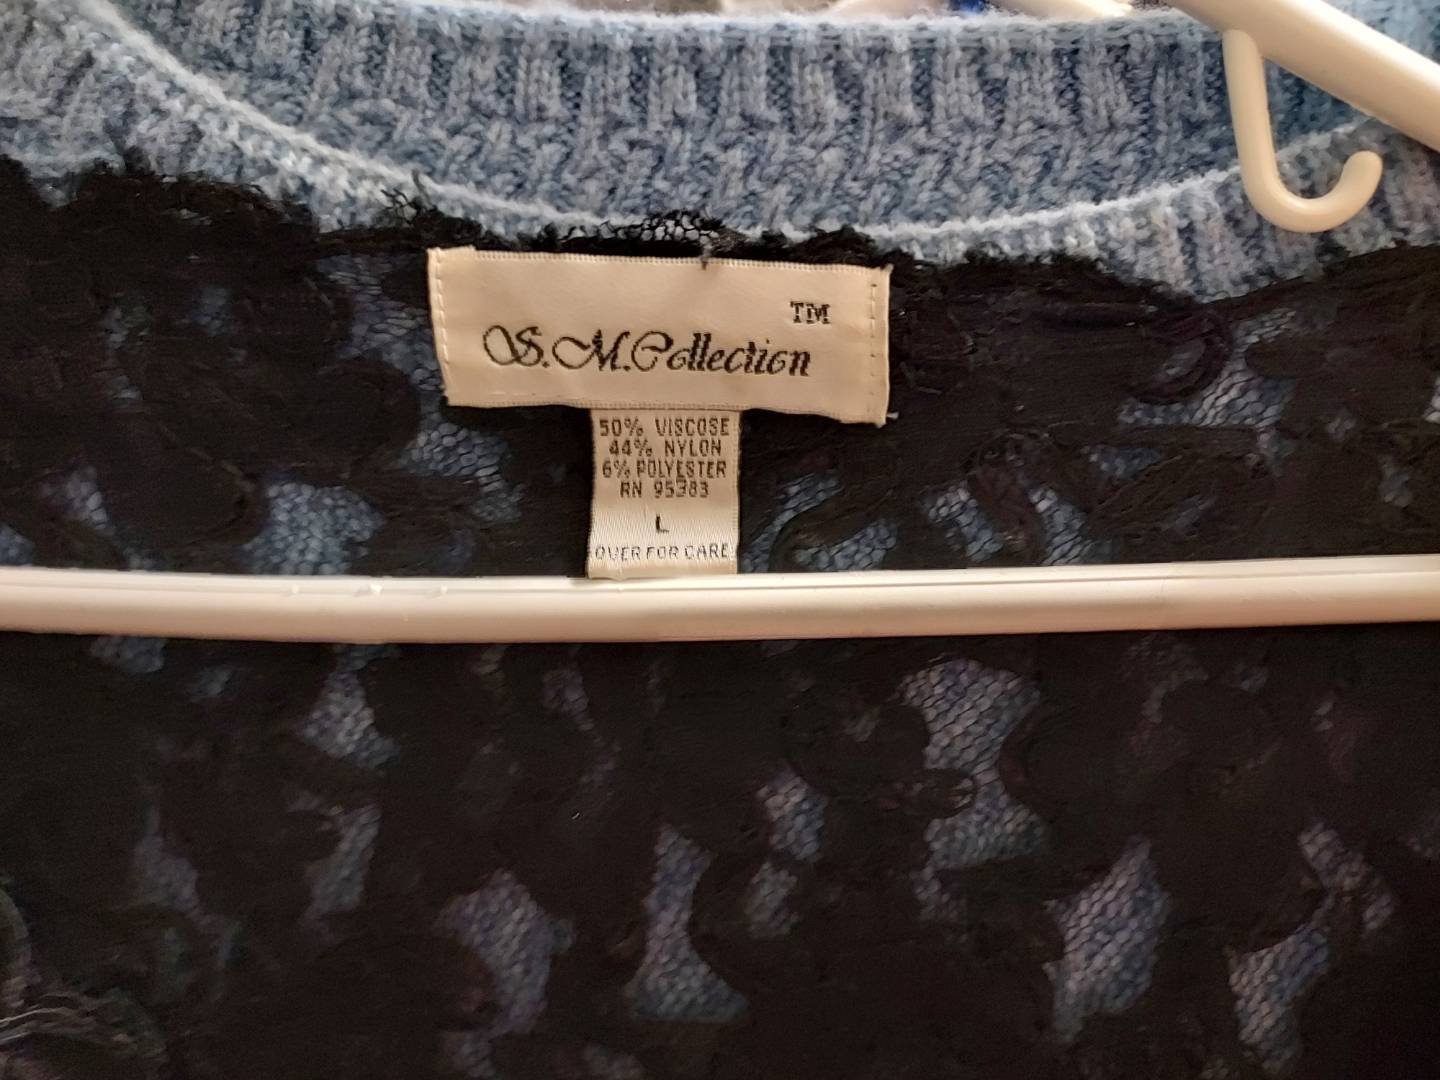 TM
S.M.Collection
50% VISCOSE
44% NYLON
6% POLYESTER
RN 95383
L
OVER FOR CARE